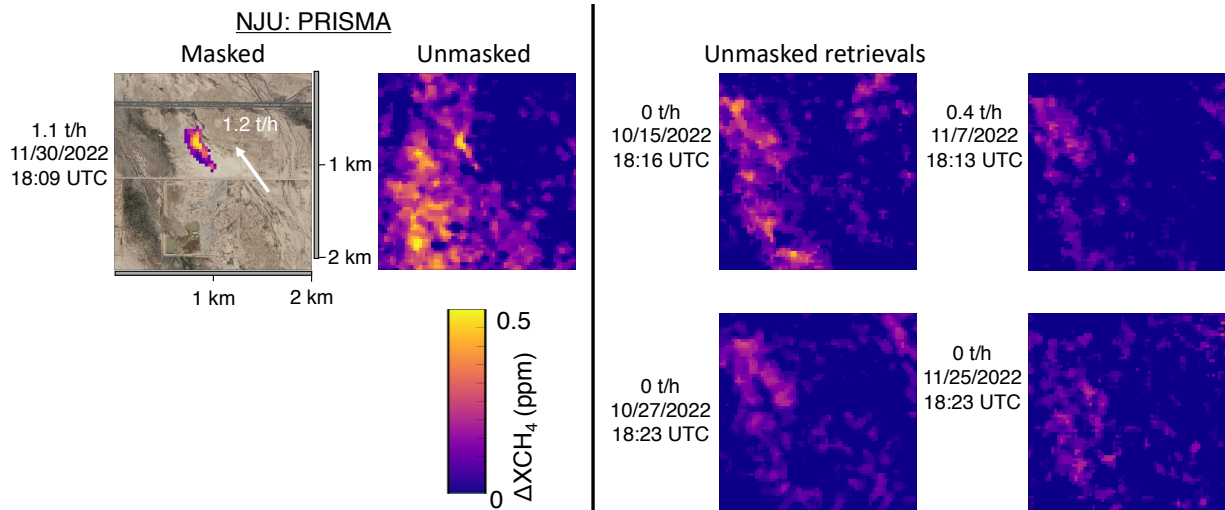 NJU: PRISMA
Masked
Unmasked
1.1 t/h
11/30/2022
18:09 UTC
1.2 t/h
1 km
2 km
1 km
2 km
0.5
0
ΔXCH₄ (ppm)
Unmasked retrievals
0 t/h
10/15/2022
18:16 UTC
0.4 t/h
11/7/2022
18:13 UTC
0 t/h
10/27/2022
18:23 UTC
0 t/h
11/25/2022
18:23 UTC